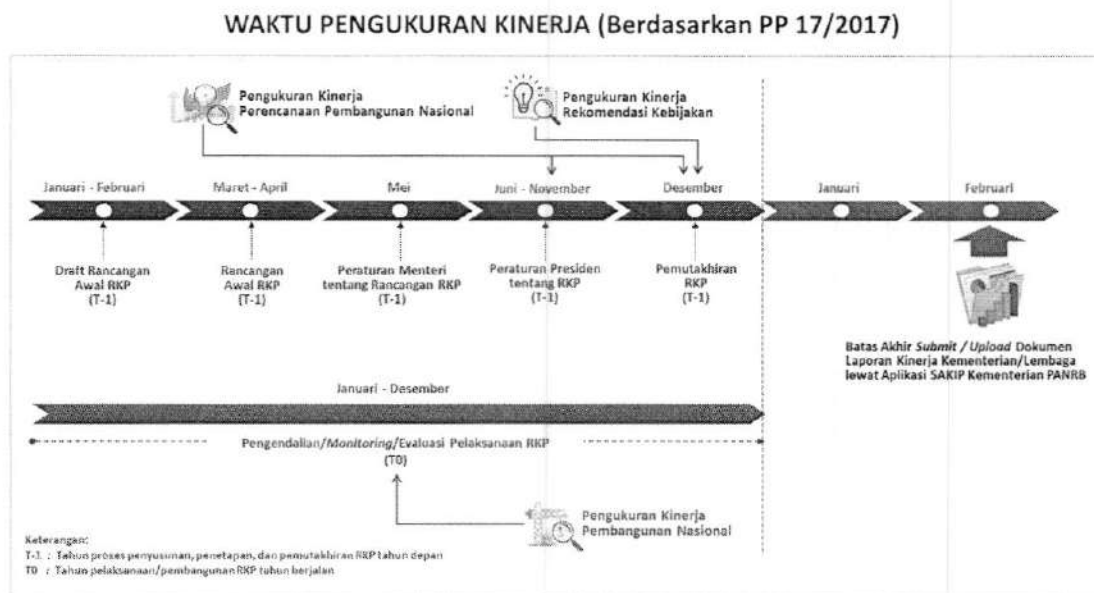 WAKTU PENGUKURAN KINERJA (Berdasarkan PP 17/2017)
Pengukuran Kinerja
Perencanaan Pembangunan Nasional
Pengukuran Kinerja
Rekomendasi Kebijakan
Januari - Februari
Maret - April
Mei
Juni - November
Desember
Januari
Februari
Draft Rancangan
Awal RKP
(T-1)
Rancangan
Awal RKP
(T-1)
Peraturan Menteri
tentang Rancangan RKP
(T-1)
Peraturan Presiden
tentang RKP
(T-1)
Pemutakhiran
RKP
(T-1)
Batas Akhir Submit / Upload Dokumen
Laporan Kinerja Kementerian/Lembaga
lewat Aplikasi SAKIP Kementerian PANRB
Januari - Desember
Pengendalian/Monitoring/Evaluasi Pelaksanaan RKP
(T0)
Pengukuran Kinerja
Pembangunan Nasional
Keterangan:
T-1 : Tahun proses penyusunan, penetapan, dan pemutakhiran RKP tahun depan
T0 : Tahun pelaksanaan/pembangunan RKP tahun berjalan